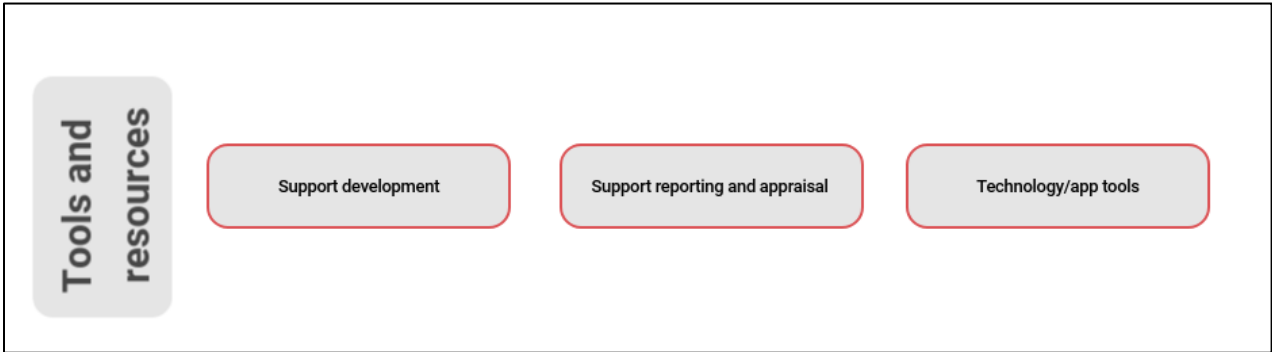 Tools and
resources
Support development
Support reporting and appraisal
Technology/app tools